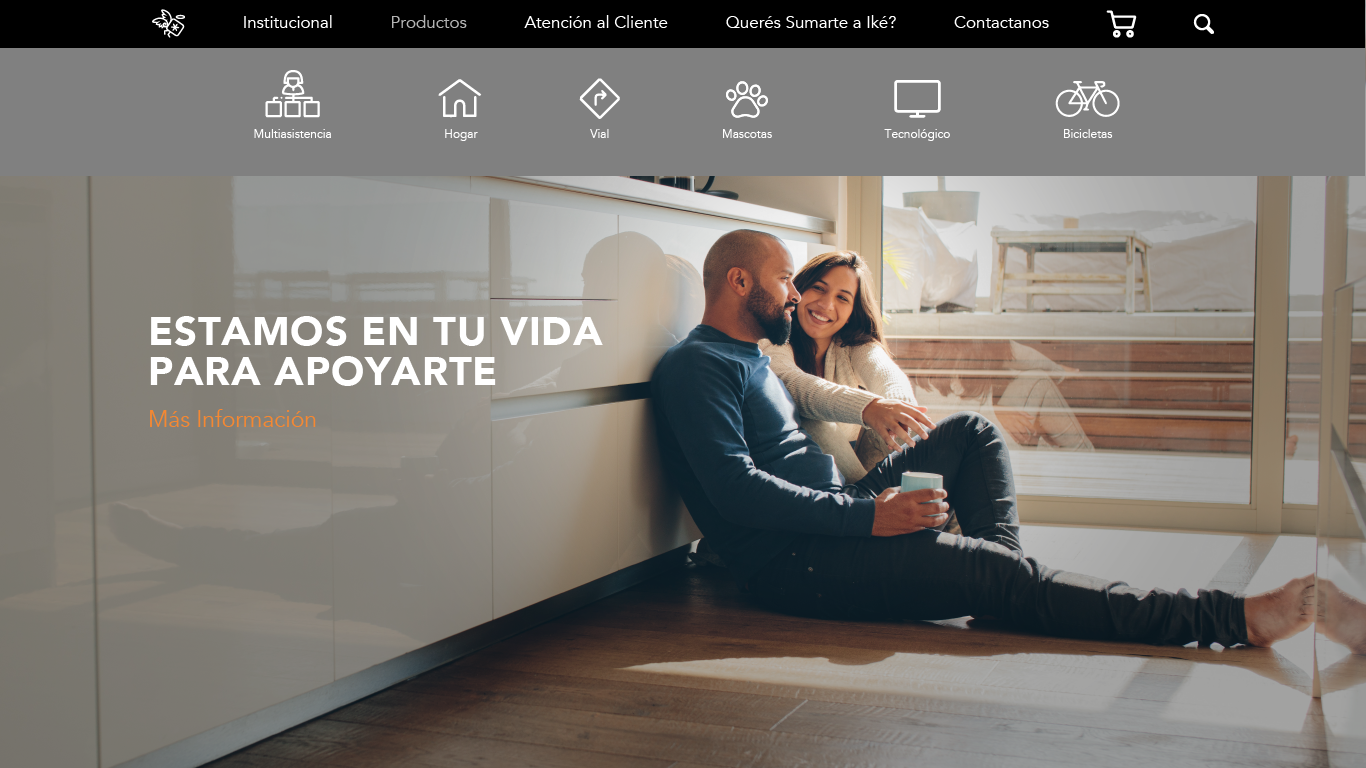 Institucional
Productos
Atención al Cliente
Querés Sumarte a Iké?
Contactanos
Multiasistencia
Hogar
Vial
Mascotas
Tecnológico
Bicicletas
ESTAMOS EN TU VIDA
PARA APOYARTE
Más Información